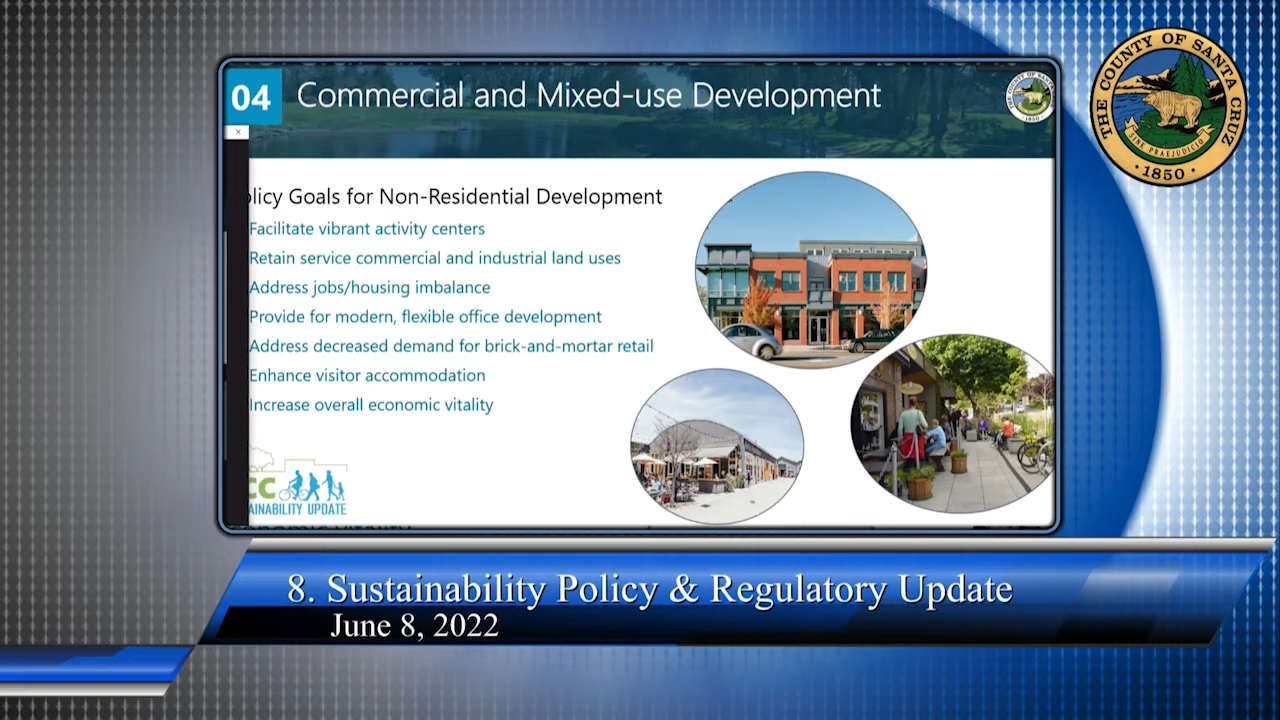 04 Commercial and Mixed-use Development
olicy Goals for Non-Residential Development
Facilitate vibrant activity centers
Retain service commercial and industrial land uses
Address jobs/housing imbalance
Provide for modern, flexible office development
Address decreased demand for brick-and-mortar retail
Enhance visitor accommodation
Increase overall economic vitality
CC
AINABILITY UPDATE
THE COUNTY OF SANTA CRUZ
SINE PRAEJUDICIO
• 1850 •
8. Sustainability Policy & Regulatory Update
June 8, 2022